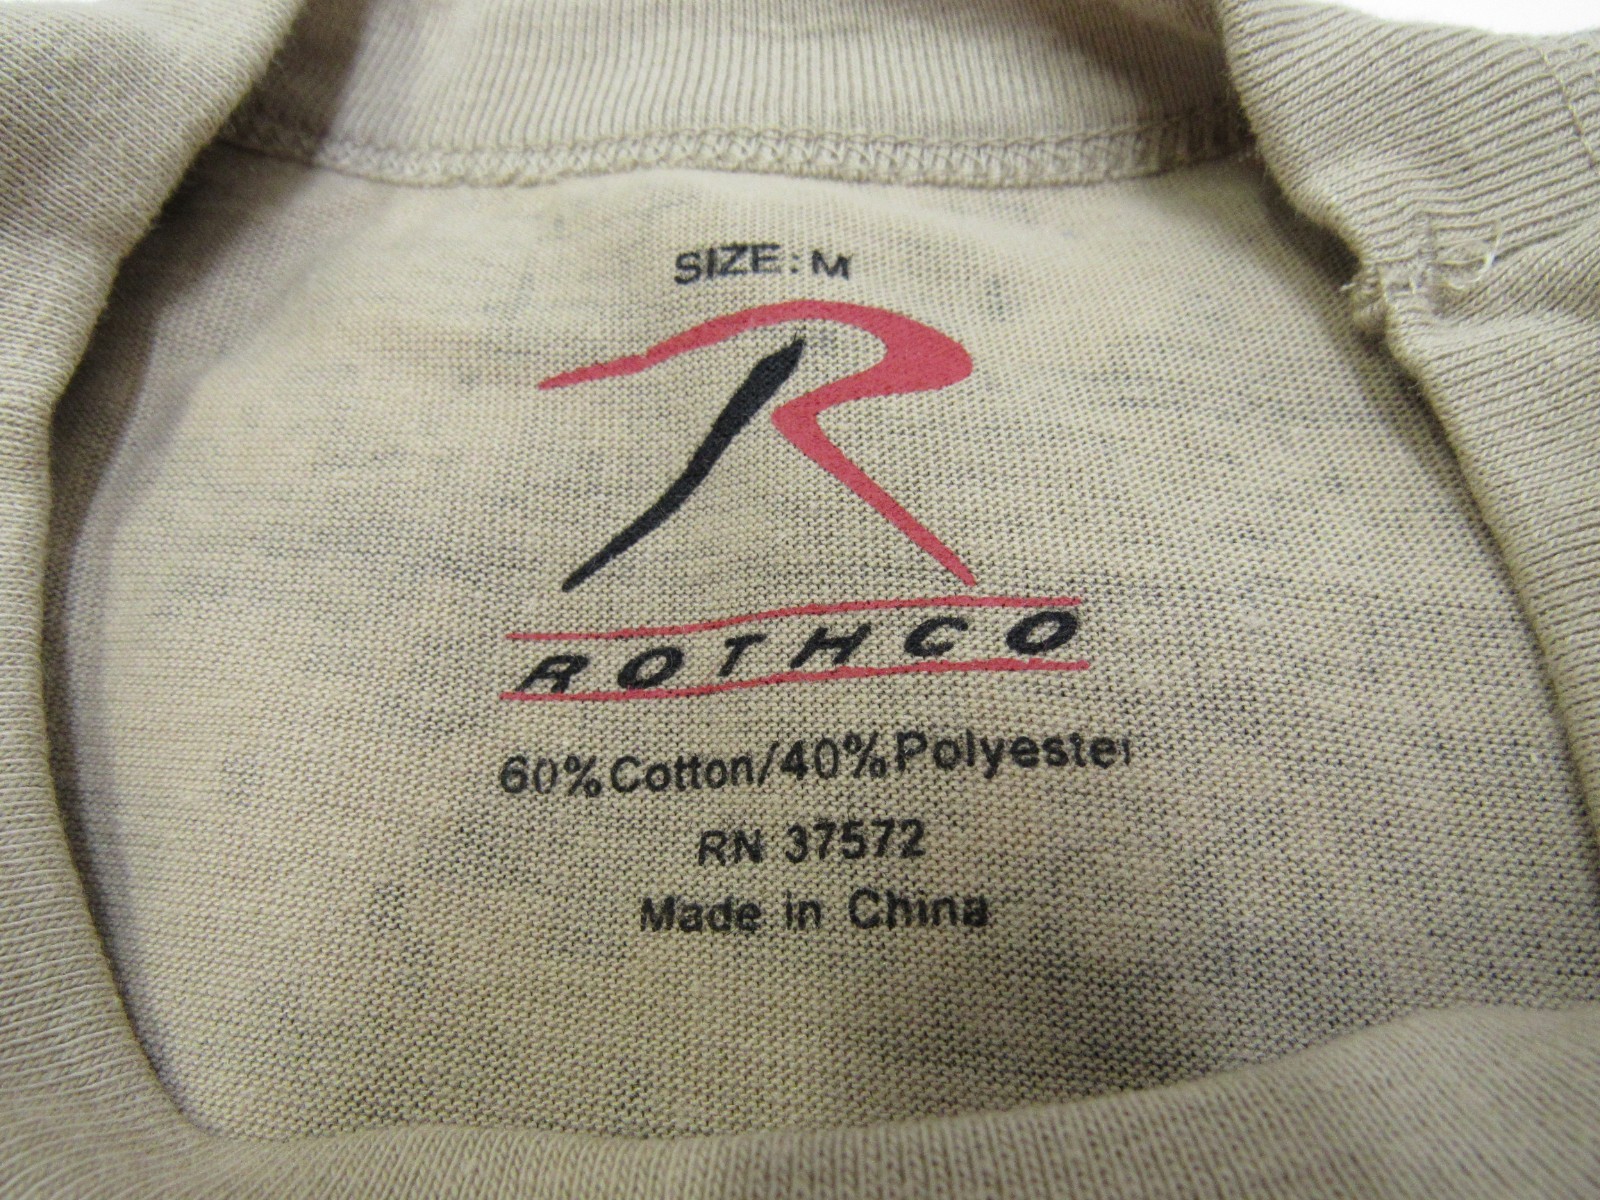 SIZE: M
R
ROTHCO
60% Cotton/40% Polyester
RN 37572
Made in China